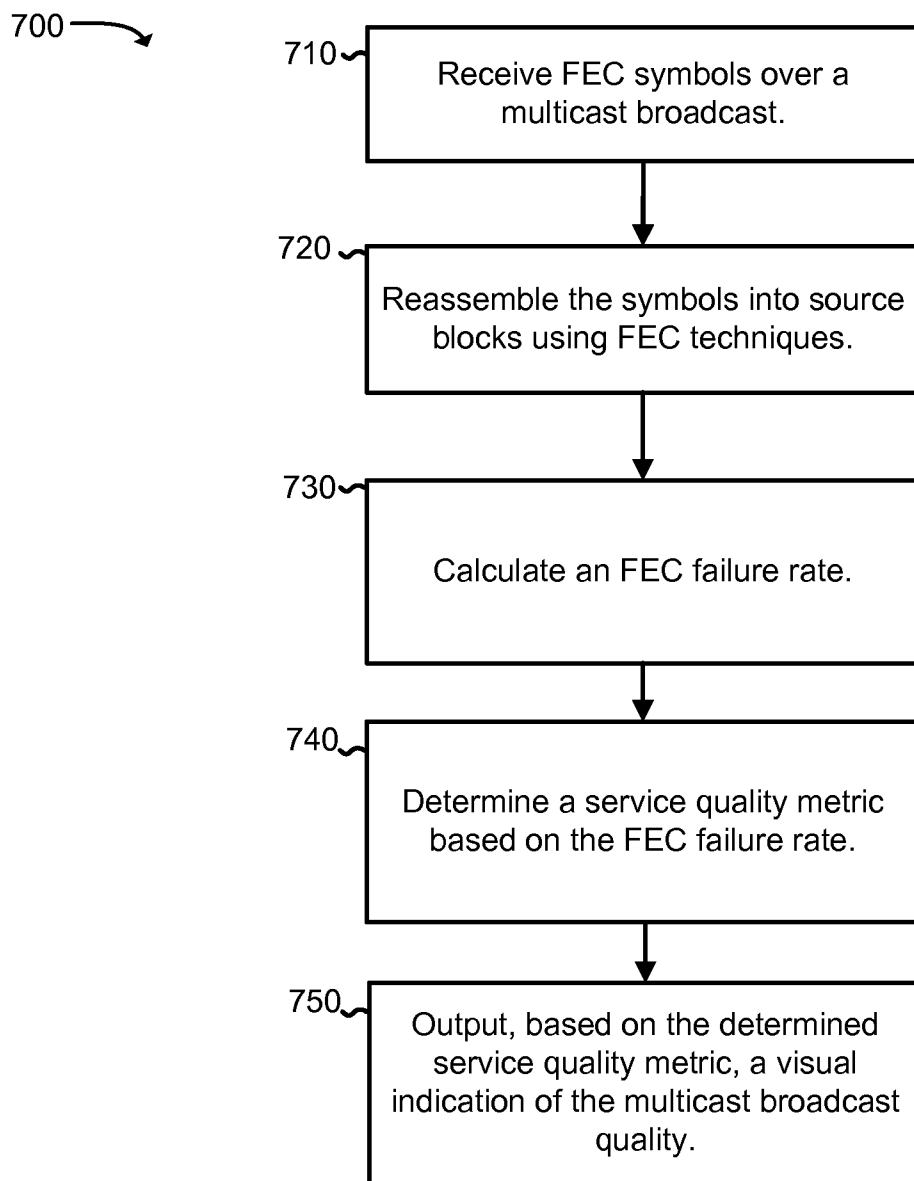 700
710
Receive FEC symbols over a
multicast broadcast.
720
Reassemble the symbols into source
blocks using FEC techniques.
730
Calculate an FEC failure rate.
740
Determine a service quality metric
based on the FEC failure rate.
750
Output, based on the determined
service quality metric, a visual
indication of the multicast broadcast
quality.